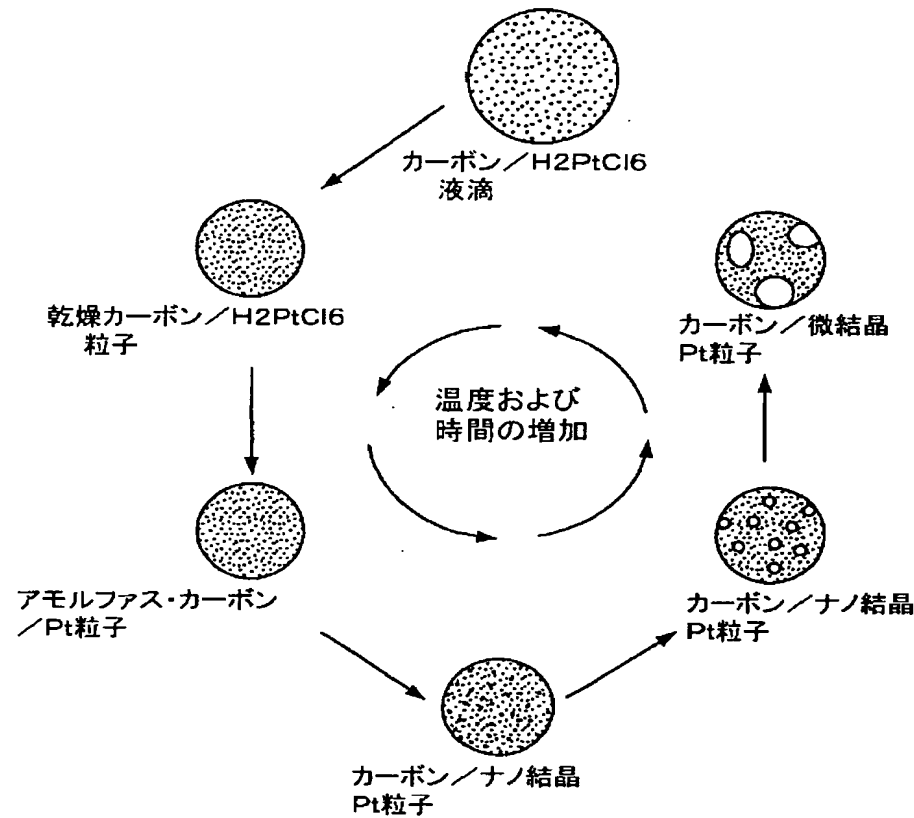 カーボン／H2PtCl6
液滴
乾燥カーボン／H2PtCl6
粒子
カーボン／微結晶
Pt粒子
温度および
時間の増加
アモルファス・カーボン
／Pt粒子
カーボン／ナノ結晶
Pt粒子
カーボン／ナノ結晶
Pt粒子